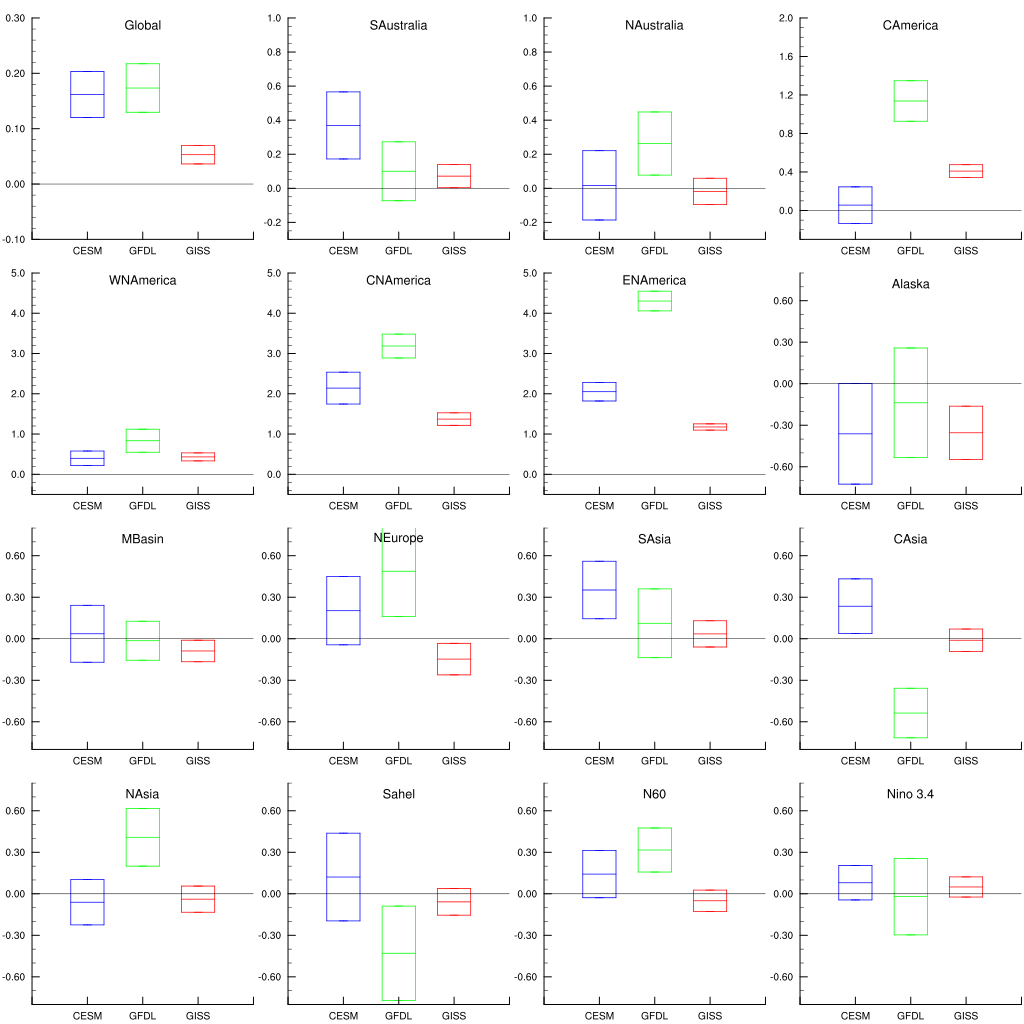 Global
0.30
0.20
0.10
0.00
-0.10
CESM GFDL GISS
SAustralia
1.0
0.8
0.6
0.4
0.2
0.0
-0.2
CESM GFDL GISS
NAustralia
1.0
0.8
0.6
0.4
0.2
0.0
-0.2
CESM GFDL GISS
CAmerica
2.0
1.6
1.2
0.8
0.4
0.0
CESM GFDL GISS
WNAmerica
5.0
4.0
3.0
2.0
1.0
0.0
CESM GFDL GISS
CNAmerica
5.0
4.0
3.0
2.0
1.0
0.0
CESM GFDL GISS
ENAmerica
5.0
4.0
3.0
2.0
1.0
0.0
CESM GFDL GISS
Alaska
0.60
0.30
0.00
-0.30
-0.60
CESM GFDL GISS
MBasin
0.60
0.30
0.00
-0.30
-0.60
CESM GFDL GISS
NEurope
0.60
0.30
0.00
-0.30
-0.60
CESM GFDL GISS
SAsia
0.60
0.30
0.00
-0.30
-0.60
CESM GFDL GISS
CAsia
0.60
0.30
0.00
-0.30
-0.60
CESM GFDL GISS
NAsia
0.60
0.30
0.00
-0.30
-0.60
CESM GFDL GISS
Sahel
0.60
0.30
0.00
-0.30
-0.60
CESM GFDL GISS
N60
0.60
0.30
0.00
-0.30
-0.60
CESM GFDL GISS
Nino 3.4
0.60
0.30
0.00
-0.30
-0.60
CESM GFDL GISS